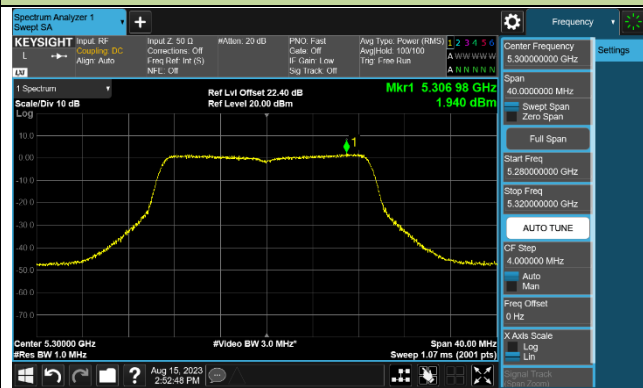 Spectrum Analyzer 1
Swept SA
Frequency
KEYSIGHT
L
LXI
Input: RF
Coupling: DC
Align: Auto
Input Z: 50 Ω
Corrections: Off
Freq Ref: Int (S)
NFE: Off
#Atten: 20 dB
PNO: Fast
Gate: Off
IF Gain: Low
Sig Track: Off
Avg Type: Power (RMS)
Avg|Hold: 100/100
Trig: Free Run
1 2 3 4 5 6
A WWWWW
A N N N N N
1 Spectrum
Scale/Div 10 dB
Log
Ref Lvl Offset 22.40 dB
Ref Level 20.00 dBm
Mkr1 5.306 98 GHz
1.940 dBm
1
10.0
0.00
-10.0
-20.0
-30.0
-40.0
-50.0
-60.0
-70.0
Center 5.30000 GHz
#Res BW 1.0 MHz
#Video BW 3.0 MHz*
Span 40.00 MHz
Sweep 1.07 ms (2001 pts)
Center Frequency
5.300000000 GHz
Settings
Span
40.0000000 MHz
Swept Span
Zero Span
Full Span
Start Freq
5.280000000 GHz
Stop Freq
5.320000000 GHz
AUTO TUNE
CF Step
4.000000 MHz
Auto
Man
Freq Offset
0 Hz
X Axis Scale
Log
Lin
Signal Track
(Span Zoom)
Aug 15, 2023
2:52:48 PM